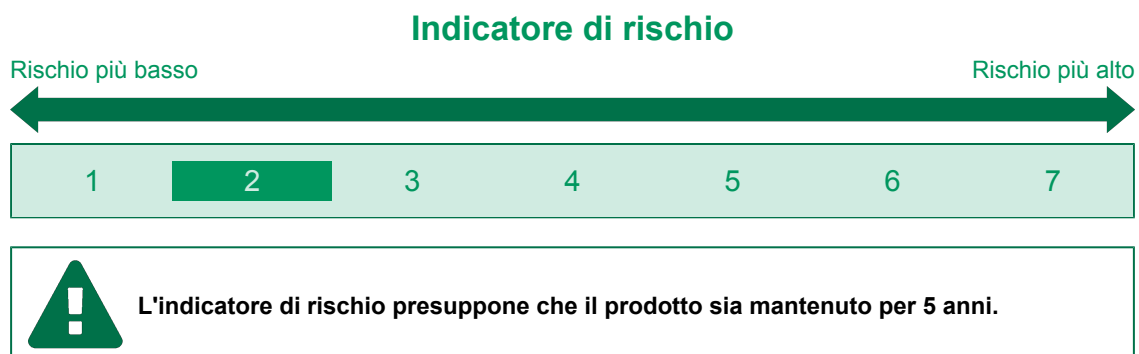 Indicatore di rischio
Rischio più basso Rischio più alto
1 2 3 4 5 6 7
L'indicatore di rischio presuppone che il prodotto sia mantenuto per 5 anni.